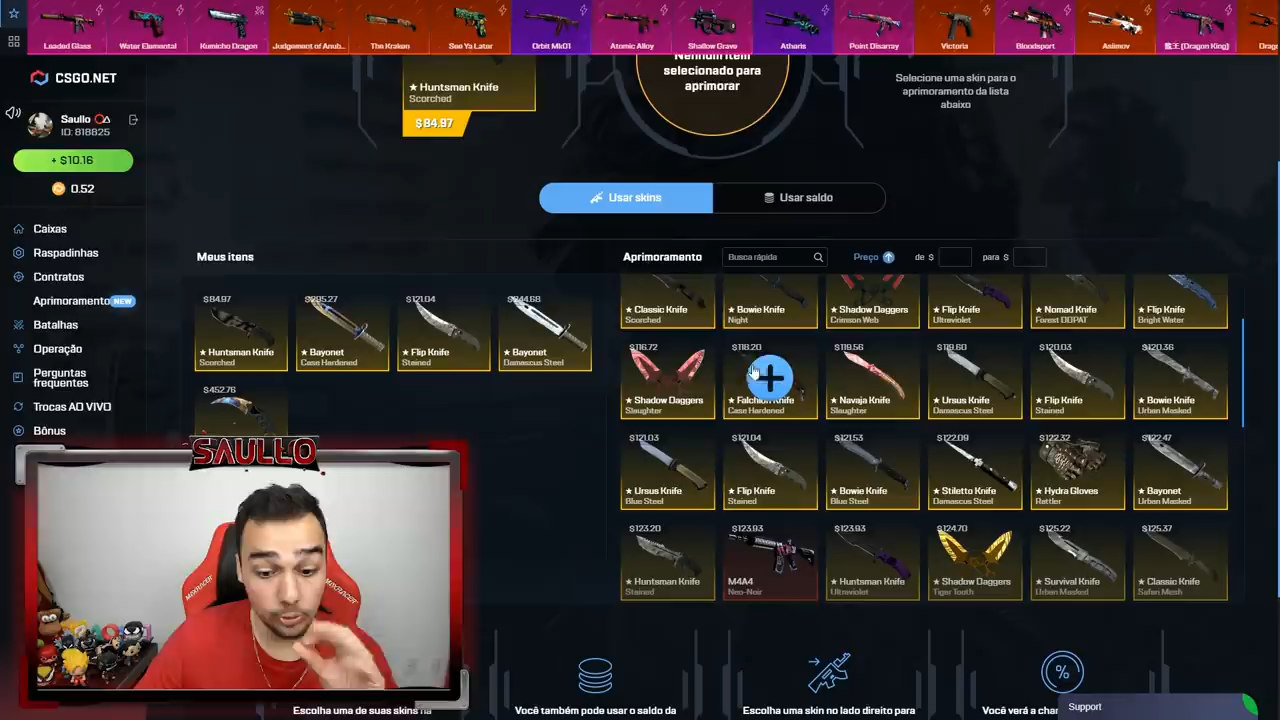 Loaded Glass
Water Elemental
Kumicho Dragon
Judgement of Anub...
The Kraken
See Ya Later
Orbit Mk01
Atomic Alloy
Shallow Grave
Atheris
Point Disarray
Victoria
Bloodsport
Asiimov
龍王 (Dragon King)
CSGO.NET
Saullo
ID: 818825
+ $10.16
0.52
Caixas
Raspadinhas
Contratos
Aprimoramento NEW
Batalhas
Operação
Perguntas
frequentes
Trocas AO VIVO
Bônus
★ Huntsman Knife
Scorched
$84.97
Nenhum item
selecionado para
aprimorar
Selecione uma skin para o
aprimoramento da lista
abaixo
Usar skins
Usar saldo
Meus itens
$84.97
★ Huntsman Knife
Scorched
★ Bayonet
Case Hardened
$121.04
★ Flip Knife
Stained
$244.68
★ Bayonet
Damascus Steel
$452.76
Aprimoramento
Busca rápida
Preço
de $
para $
★ Classic Knife
Scorched
★ Bowie Knife
Night
★ Shadow Daggers
Crimson Web
★ Flip Knife
Ultraviolet
★ Nomad Knife
Forest DDPAT
★ Flip Knife
Bright Water
$116.72
★ Shadow Daggers
Slaughter
$118.20
★ Falchion Knife
Case Hardened
$119.56
★ Navaja Knife
Slaughter
$119.60
★ Ursus Knife
Damascus Steel
$120.03
★ Flip Knife
Stained
$120.36
★ Bowie Knife
Urban Masked
$121.03
★ Ursus Knife
Blue Steel
$121.04
★ Flip Knife
Stained
$121.53
★ Bowie Knife
Blue Steel
$122.09
★ Stiletto Knife
Damascus Steel
$122.32
★ Hydra Gloves
Rattler
$122.47
★ Bayonet
Urban Masked
$123.20
★ Huntsman Knife
Stained
$123.93
M4A4
Neo-Noir
$123.93
★ Huntsman Knife
Ultraviolet
$124.70
★ Shadow Daggers
Tiger Tooth
$125.22
★ Survival Knife
Urban Masked
$125.37
★ Classic Knife
Safari Mesh
SAULLO
MAXRACER
MAXRACER
Escolha uma de suas skins na
Você também pode usar o saldo da
Escolha uma skin no lado direito para
%
Você verá a chan
Support